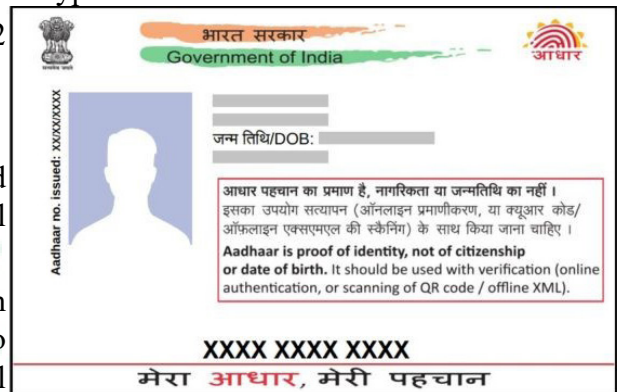 2
भारत सरकार
Government of India
आधार
Aadhaar no. issued: XX/XX/XXXX
जन्म तिथि/DOB:
d
l
आधार पहचान का प्रमाण है, नागरिकता या जन्मतिथि का नहीं ।
इसका उपयोग सत्यापन (ऑनलाइन प्रमाणीकरण, या क्यूआर कोड/
ऑफ़लाइन एक्सएमएल की स्कैनिंग) के साथ किया जाना चाहिए ।
Aadhaar is proof of identity, not of citizenship
or date of birth. It should be used with verification (online
authentication, or scanning of QR code / offline XML).
XXXX XXXX XXXX
मेरा आधार, मेरी पहचान